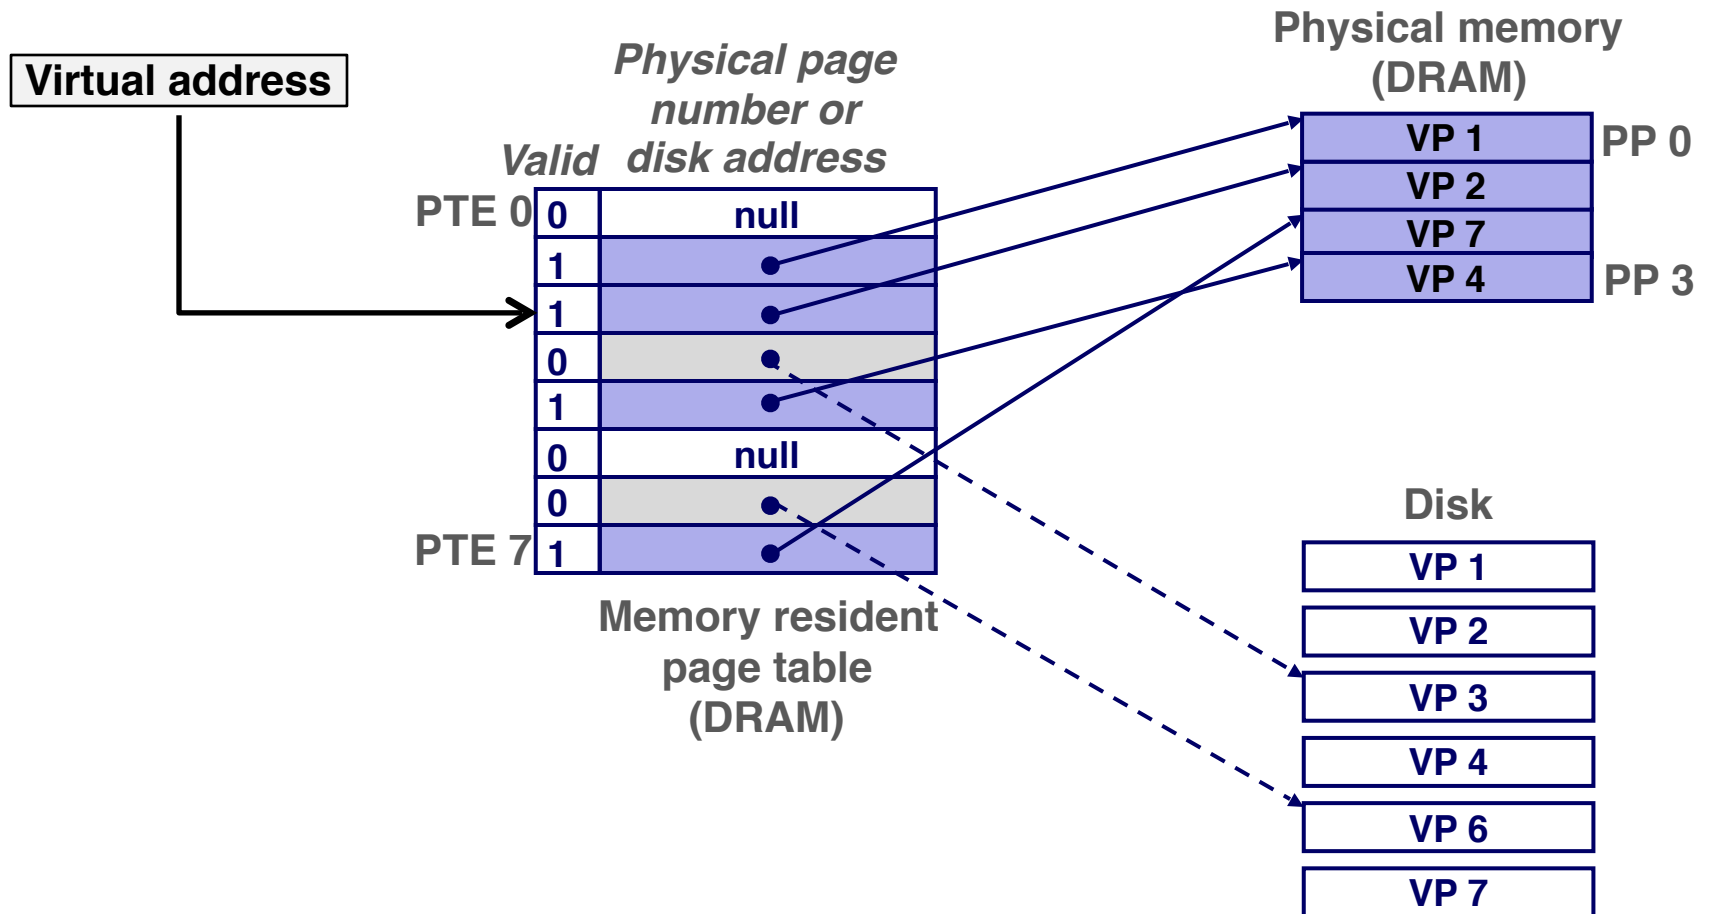 Virtual address
Physical page
number or
disk address
Valid
PTE 0
0 null
1
1
0
1
0 null
0
PTE 7 1
Memory resident
page table
(DRAM)
Physical memory
(DRAM)
VP 1 PP 0
VP 2
VP 7
VP 4 PP 3
Disk
VP 1
VP 2
VP 3
VP 4
VP 6
VP 7